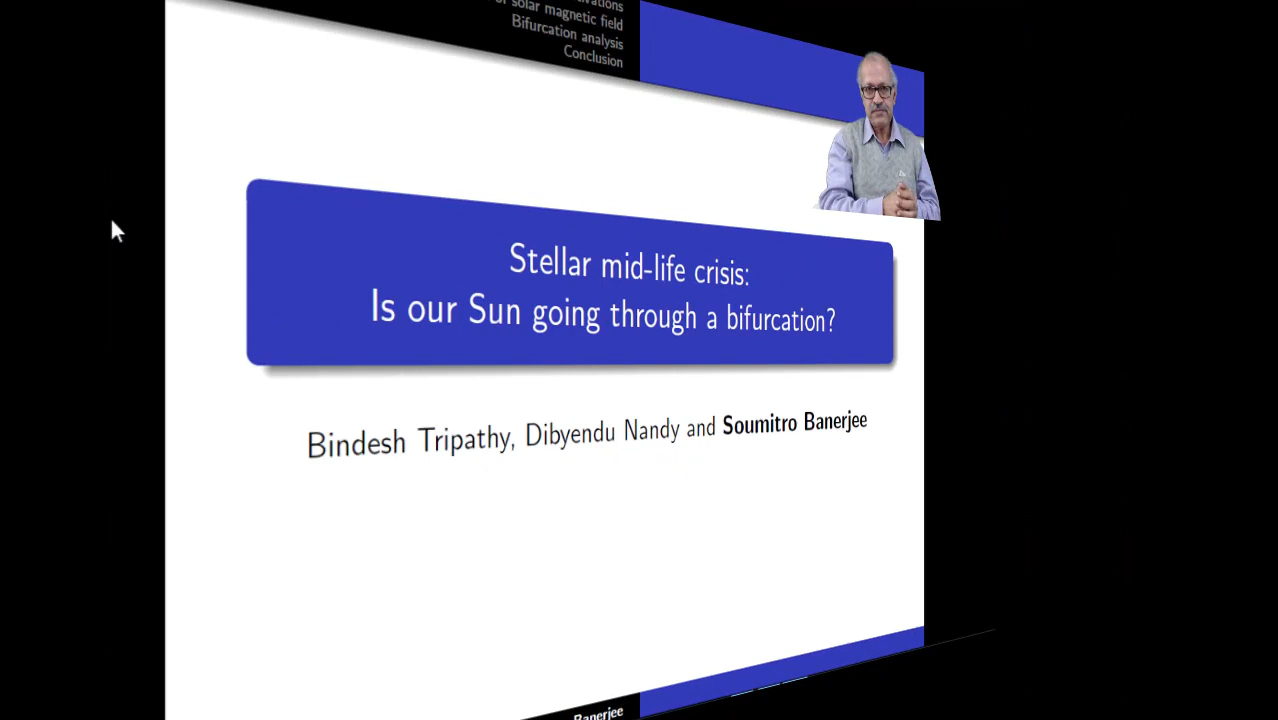 of solar magnetic field
Bifurcation analysis
Conclusion
Stellar mid-life crisis:
Is our Sun going through a bifurcation?
Bindesh Tripathy, Dibyendu Nandy and Soumitro Banerjee
Banerjee